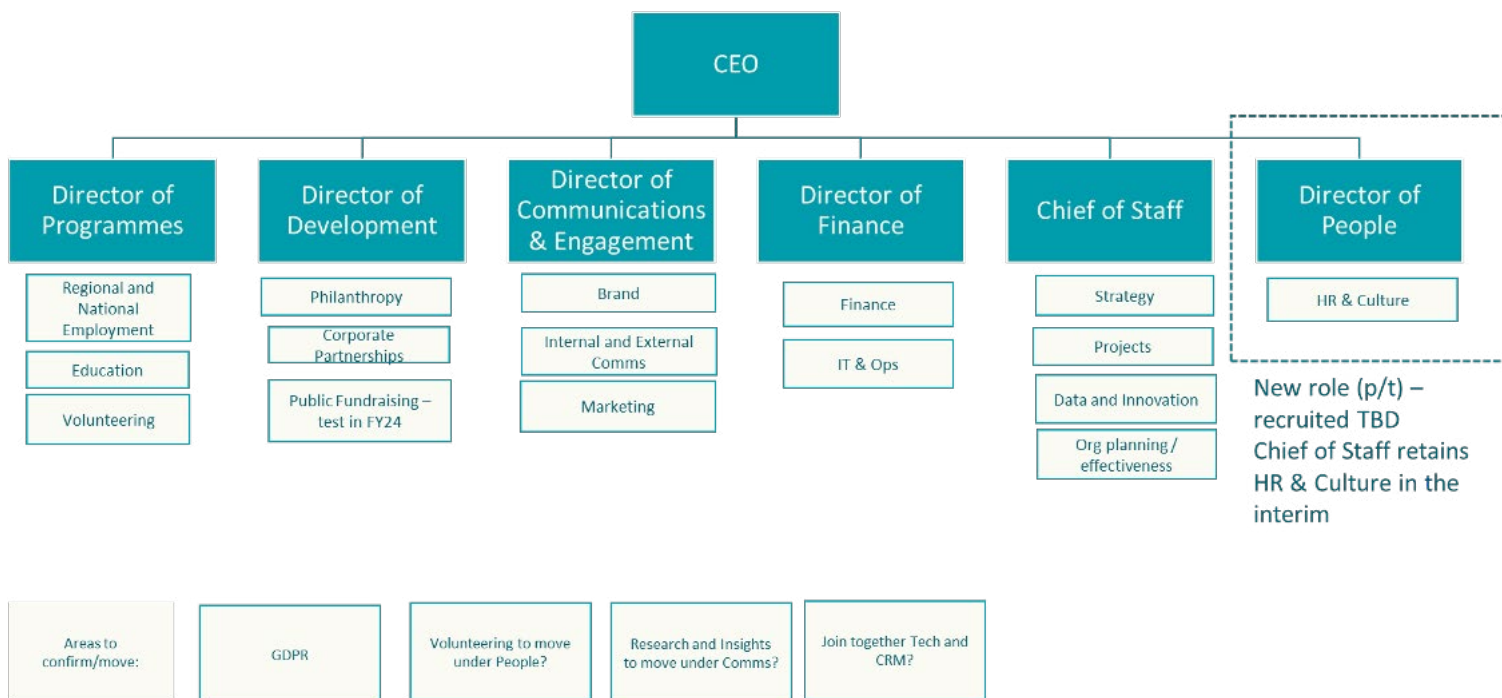 CEO
Director of
Programmes
Director of
Development
Director of
Communications
& Engagement
Director of
Finance
Chief of Staff
Director of
People
Regional and
National
Employment
Education
Volunteering
Philanthropy
Corporate
Partnerships
Public Fundraising –
test in FY24
Brand
Internal and External
Comms
Marketing
Finance
IT & Ops
Strategy
Projects
Data and Innovation
Org planning /
effectiveness
HR & Culture
New role (p/t) –
recruited TBD
Chief of Staff retains
HR & Culture in the
interim
Areas to
confirm/move:
GDPR
Volunteering to move
under People?
Research and Insights
to move under Comms?
Join together Tech and
CRM?